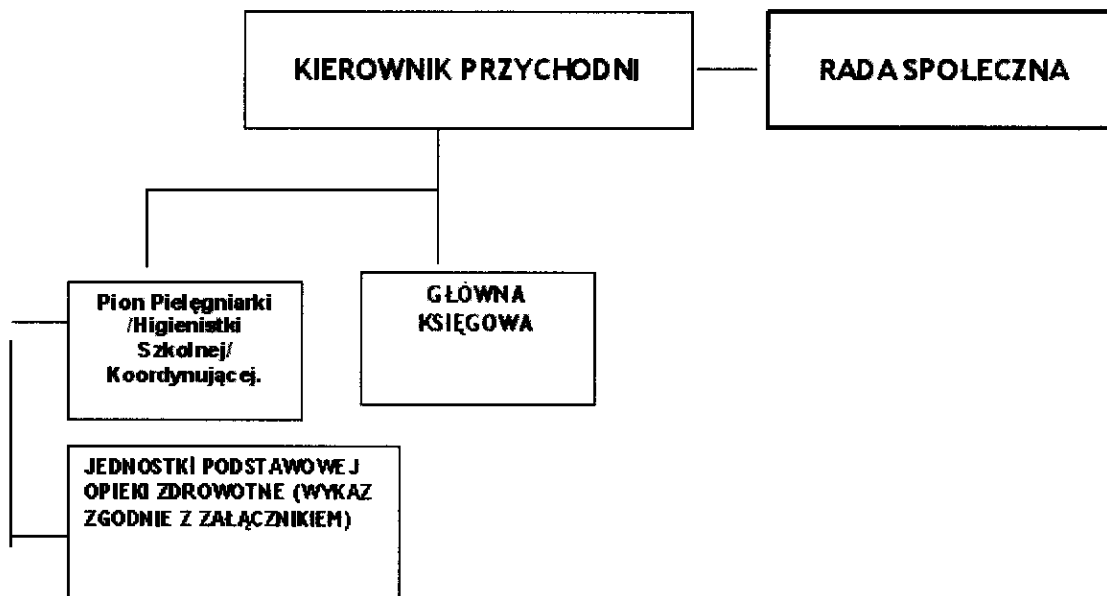 KIEROWNIK PRZYCHODNI
RADA SPOŁECZNA
Pion Pielęgniarki
/Higienistki
Szkolnej/
Koordynującej.
GŁÓWNA
KSIĘGOWA
JEDNOSTKI PODSTAWOWEJ
OPIEKI ZDROWOTNE (WYKAZ
ZGODNIE Z ZAŁĄCZNIKIEM)